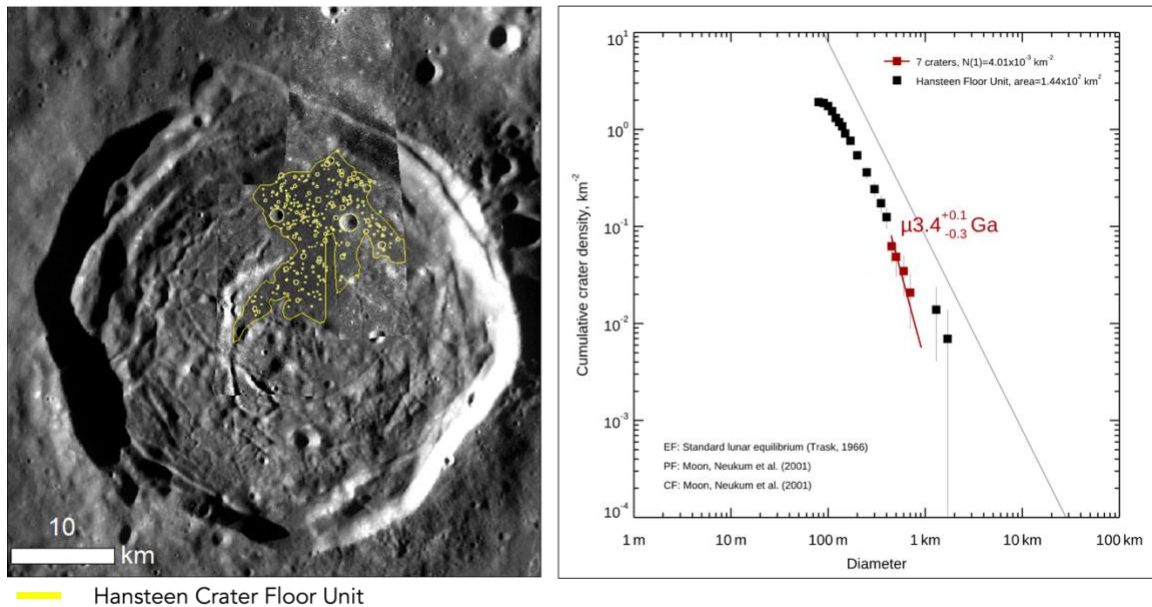 10
km
Hansteen Crater Floor Unit
7 craters, N(1)=4.01x10⁻³ km⁻²
Hansteen Floor Unit, area=1.44x10² km²
Cumulative crater density, km⁻²
10¹
10⁰
10⁻¹
10⁻²
10⁻³
10⁻⁴
µ3.4+0.1-0.3Ga
EF: Standard lunar equilibrium (Trask, 1966)
PF: Moon, Neukum et al. (2001)
CF: Moon, Neukum et al. (2001)
1 m 10 m 100 m 1 km 10 km 100 km
Diameter